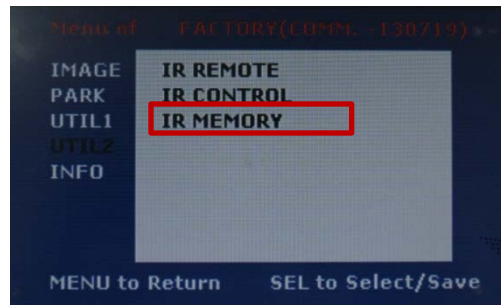 Menu of FACTORY(COMM. -130719)
IMAGE IR REMOTE
PARK IR CONTROL
UTIL1 IR MEMORY
UTIL2
INFO
MENU to Return SEL to Select/Save